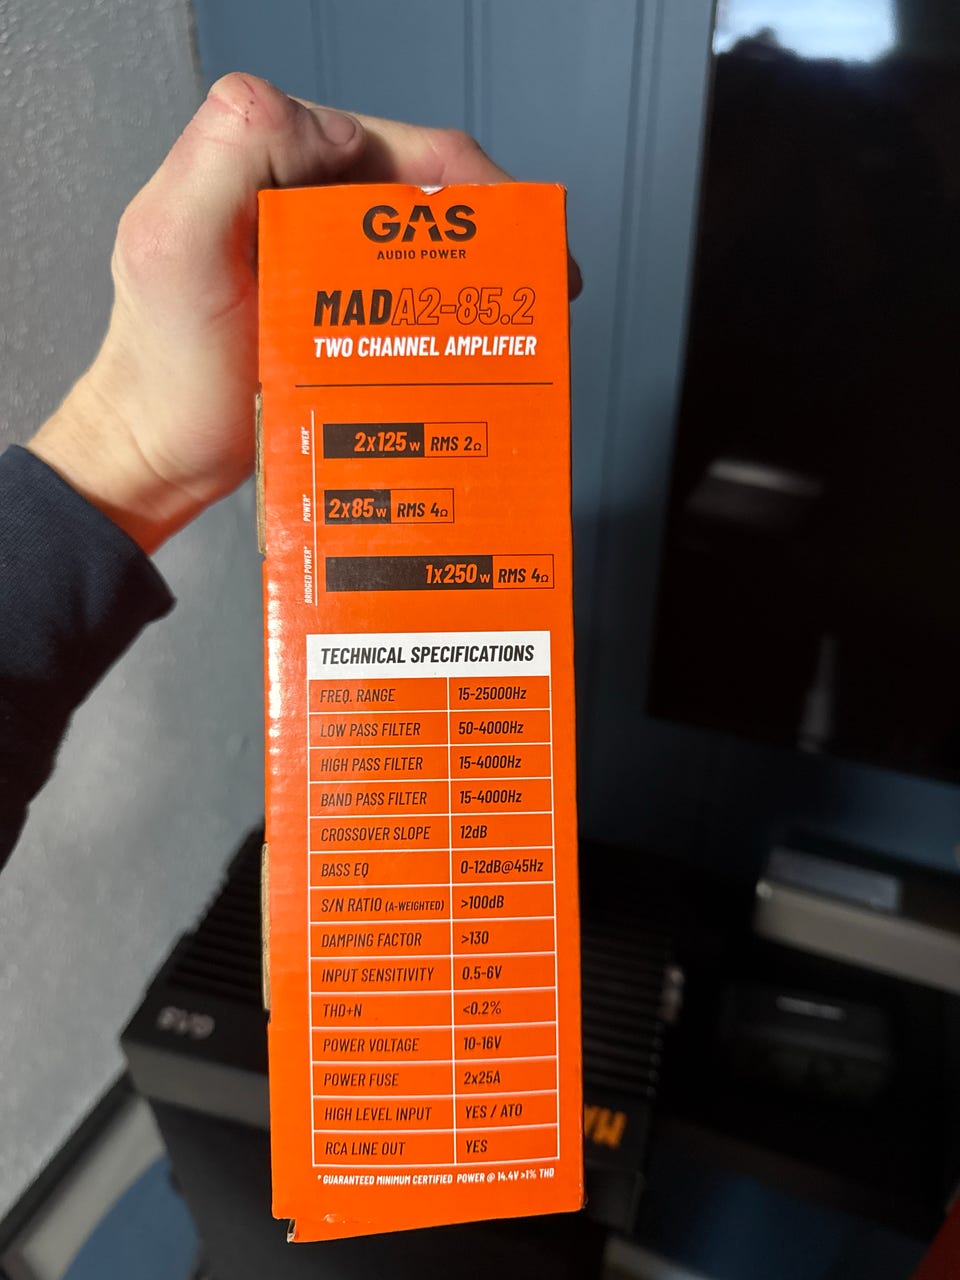 GAS
AUDIO POWER
MADA2-85.2
TWO CHANNEL AMPLIFIER
POWER* 2x125W RMS 2Ω
POWER* 2x85W RMS 4Ω
BRIDGED POWER* 1x250W RMS 4Ω
TECHNICAL SPECIFICATIONS
FREQ. RANGE 15-25000Hz
LOW PASS FILTER 50-4000Hz
HIGH PASS FILTER 15-4000Hz
BAND PASS FILTER 15-4000Hz
CROSSOVER SLOPE 12dB
BASS EQ 0-12dB@45Hz
S/N RATIO (A-WEIGHTED) >100dB
DAMPING FACTOR >130
INPUT SENSITIVITY 0.5-6V
THD+N <0.2%
POWER VOLTAGE 10-16V
POWER FUSE 2x25A
HIGH LEVEL INPUT YES / ATO
RCA LINE OUT YES
* GUARANTEED MINIMUM CERTIFIED POWER @ 14.4V >1% THD
GAS